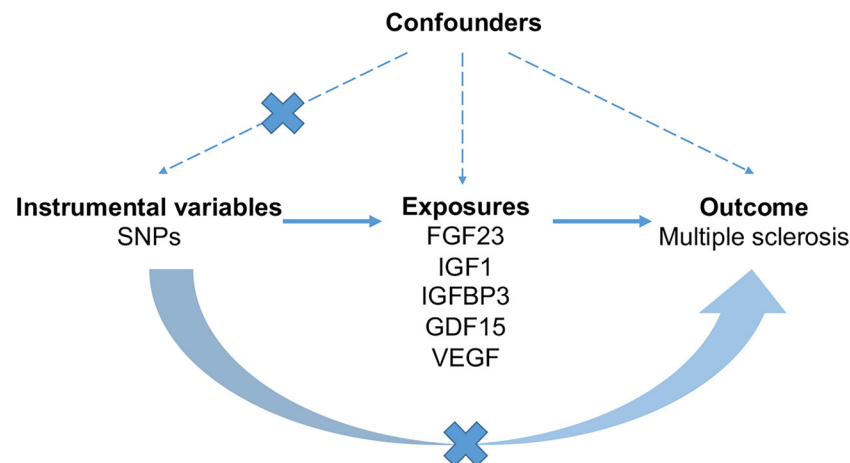 Confounders
Instrumental variables
SNPs
Exposures
FGF23
IGF1
IGFBP3
GDF15
VEGF
Outcome
Multiple sclerosis